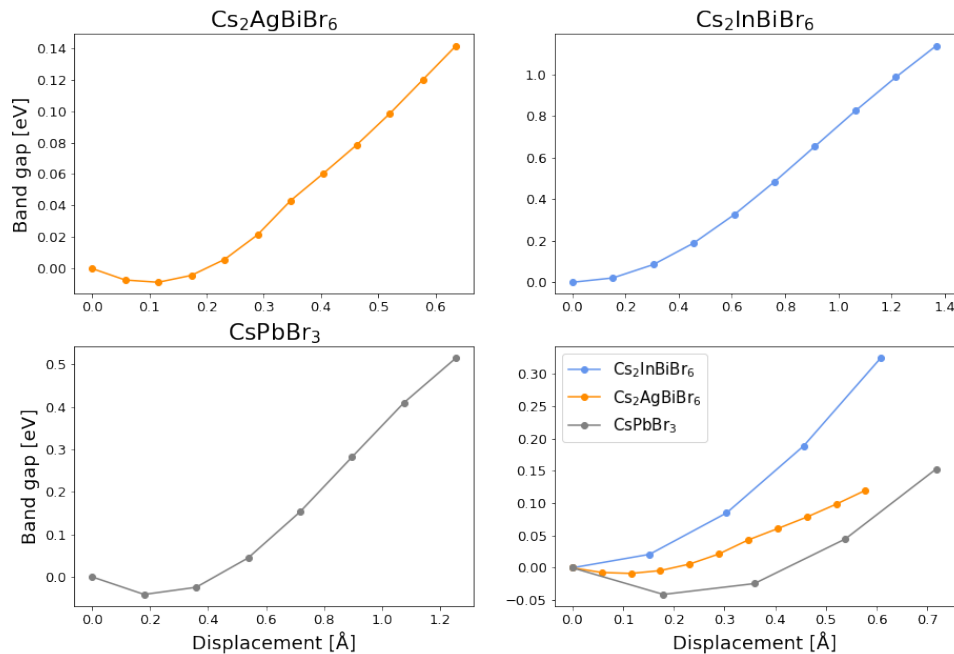 Cs₂AgBiBr₆
Band gap [eV]
0.14
0.12
0.10
0.08
0.06
0.04
0.02
0.00
0.0 0.1 0.2 0.3 0.4 0.5 0.6
Cs₂InBiBr₆
1.0
0.8
0.6
0.4
0.2
0.0
0.0 0.2 0.4 0.6 0.8 1.0 1.2 1.4
CsPbBr₃
Band gap [eV]
0.5
0.4
0.3
0.2
0.1
0.0
0.0 0.2 0.4 0.6 0.8 1.0 1.2
Displacement [Å]
Cs₂InBiBr₆
Cs₂AgBiBr₆
CsPbBr₃
0.30
0.25
0.20
0.15
0.10
0.05
0.00
−0.05
0.0 0.1 0.2 0.3 0.4 0.5 0.6 0.7
Displacement [Å]